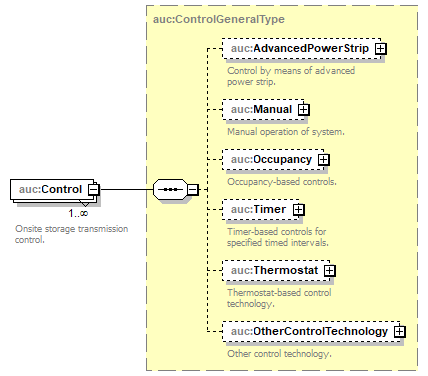 auc:ControlGeneralType
auc:AdvancedPowerStrip
Control by means of advanced
power strip.
auc:Manual
Manual operation of system.
auc:Occupancy
Occupancy-based controls.
auc:Control
1..∞
Onsite storage transmission
control.
auc:Timer
Timer-based controls for
specified timed intervals.
auc:Thermostat
Thermostat-based control
technology.
auc:OtherControlTechnology
Other control technology.